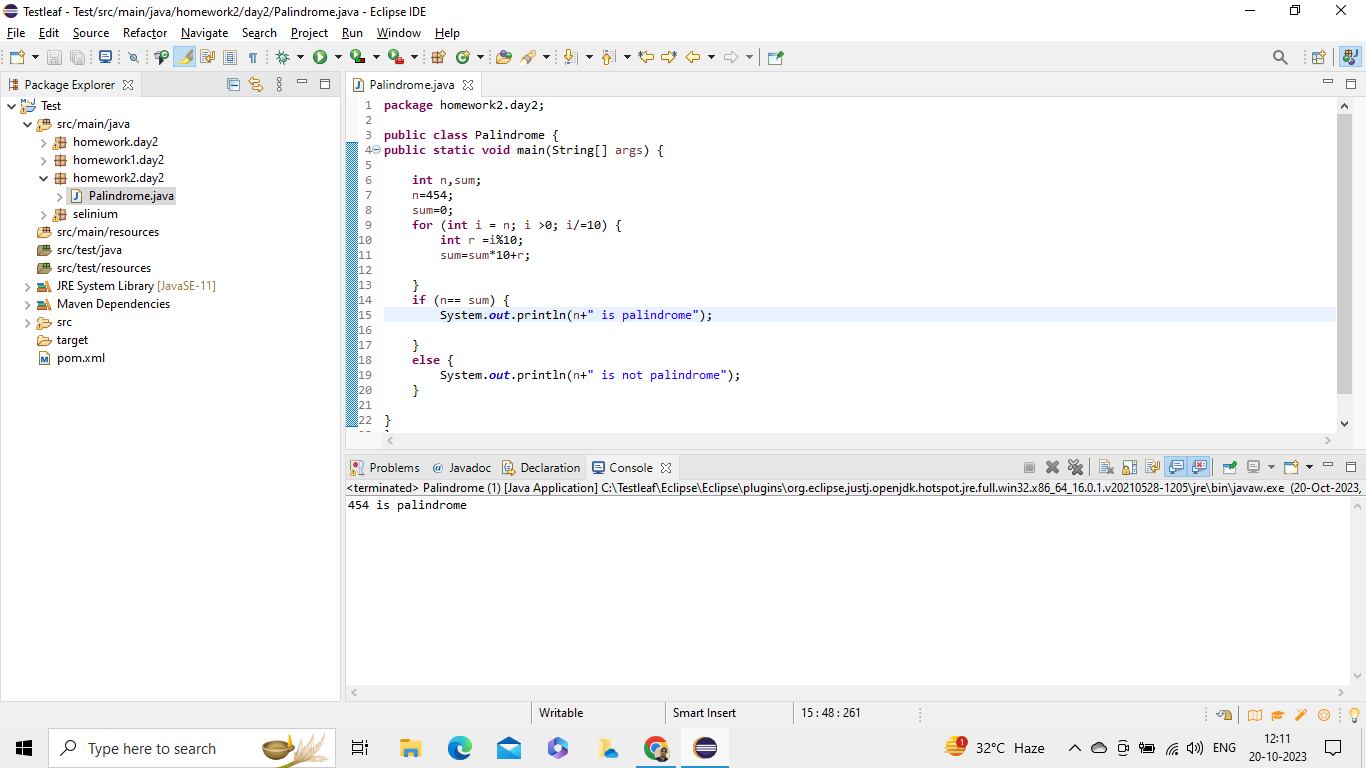 Testleaf - Test/src/main/java/homework2/day2/Palindrome.java - Eclipse IDE
File Edit Source Refactor Navigate Search Project Run Window Help
Package Explorer
Test
src/main/java
homework.day2
homework1.day2
homework2.day2
Palindrome.java
selinium
src/main/resources
src/test/java
src/test/resources
JRE System Library [JavaSE-11]
Maven Dependencies
src
target
pom.xml
Palindrome.java
1 package homework2.day2;
2
3 public class Palindrome {
4 public static void main(String[] args) {
5
6     int n,sum;
7     n=454;
8     sum=0;
9     for (int i = n; i >0; i/=10) {
10         int r =i%10;
11         sum=sum*10+r;
12
13     }
14     if (n== sum) {
15         System.out.println(n+" is palindrome");
16
17     }
18     else {
19         System.out.println(n+" is not palindrome");
20     }
21
22 }
Problems @ Javadoc Declaration Console
<terminated> Palindrome (1) [Java Application] C:\Testleaf\Eclipse\Eclipse\plugins\org.eclipse.justj.openjdk.hotspot.jre.full.win32.x86_64_16.0.1.v20210528-1205\jre\bin\javaw.exe (20-Oct-2023,
454 is palindrome
Writable Smart Insert 15 : 48 : 261
Type here to search
1 32°C Haze ENG 12:11
20-10-2023